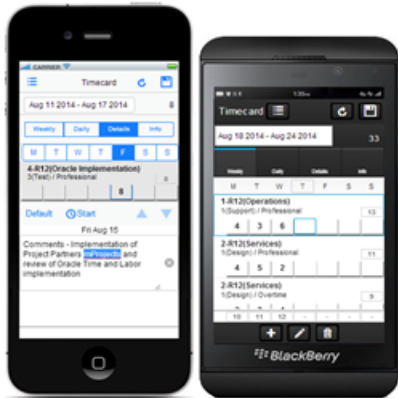 CARRIER
Timecard
Aug 11 2014 - Aug 17 2014
8
Weekly Daily Details Info
M T W T F S S
4-R12(Oracle Implementation)
3(Test) / Professional
8
8
Default Start
Fri Aug 15
Comments - Implementation of
Project Partners mProjects and
review of Oracle Time and Labor
implementation
Timecard
Aug 18 2014 - Aug 24 2014
33
Weekly Daily Details Info
M T W T F S S
1-R12(Operations)
1(Support) / Professional
13
4 3 6
2-R12(Services)
1(Design) / Professional
11
4 5 2
2-R12(Services)
1(Design) / Overtime
9
10 11 12 - - - -
BlackBerry